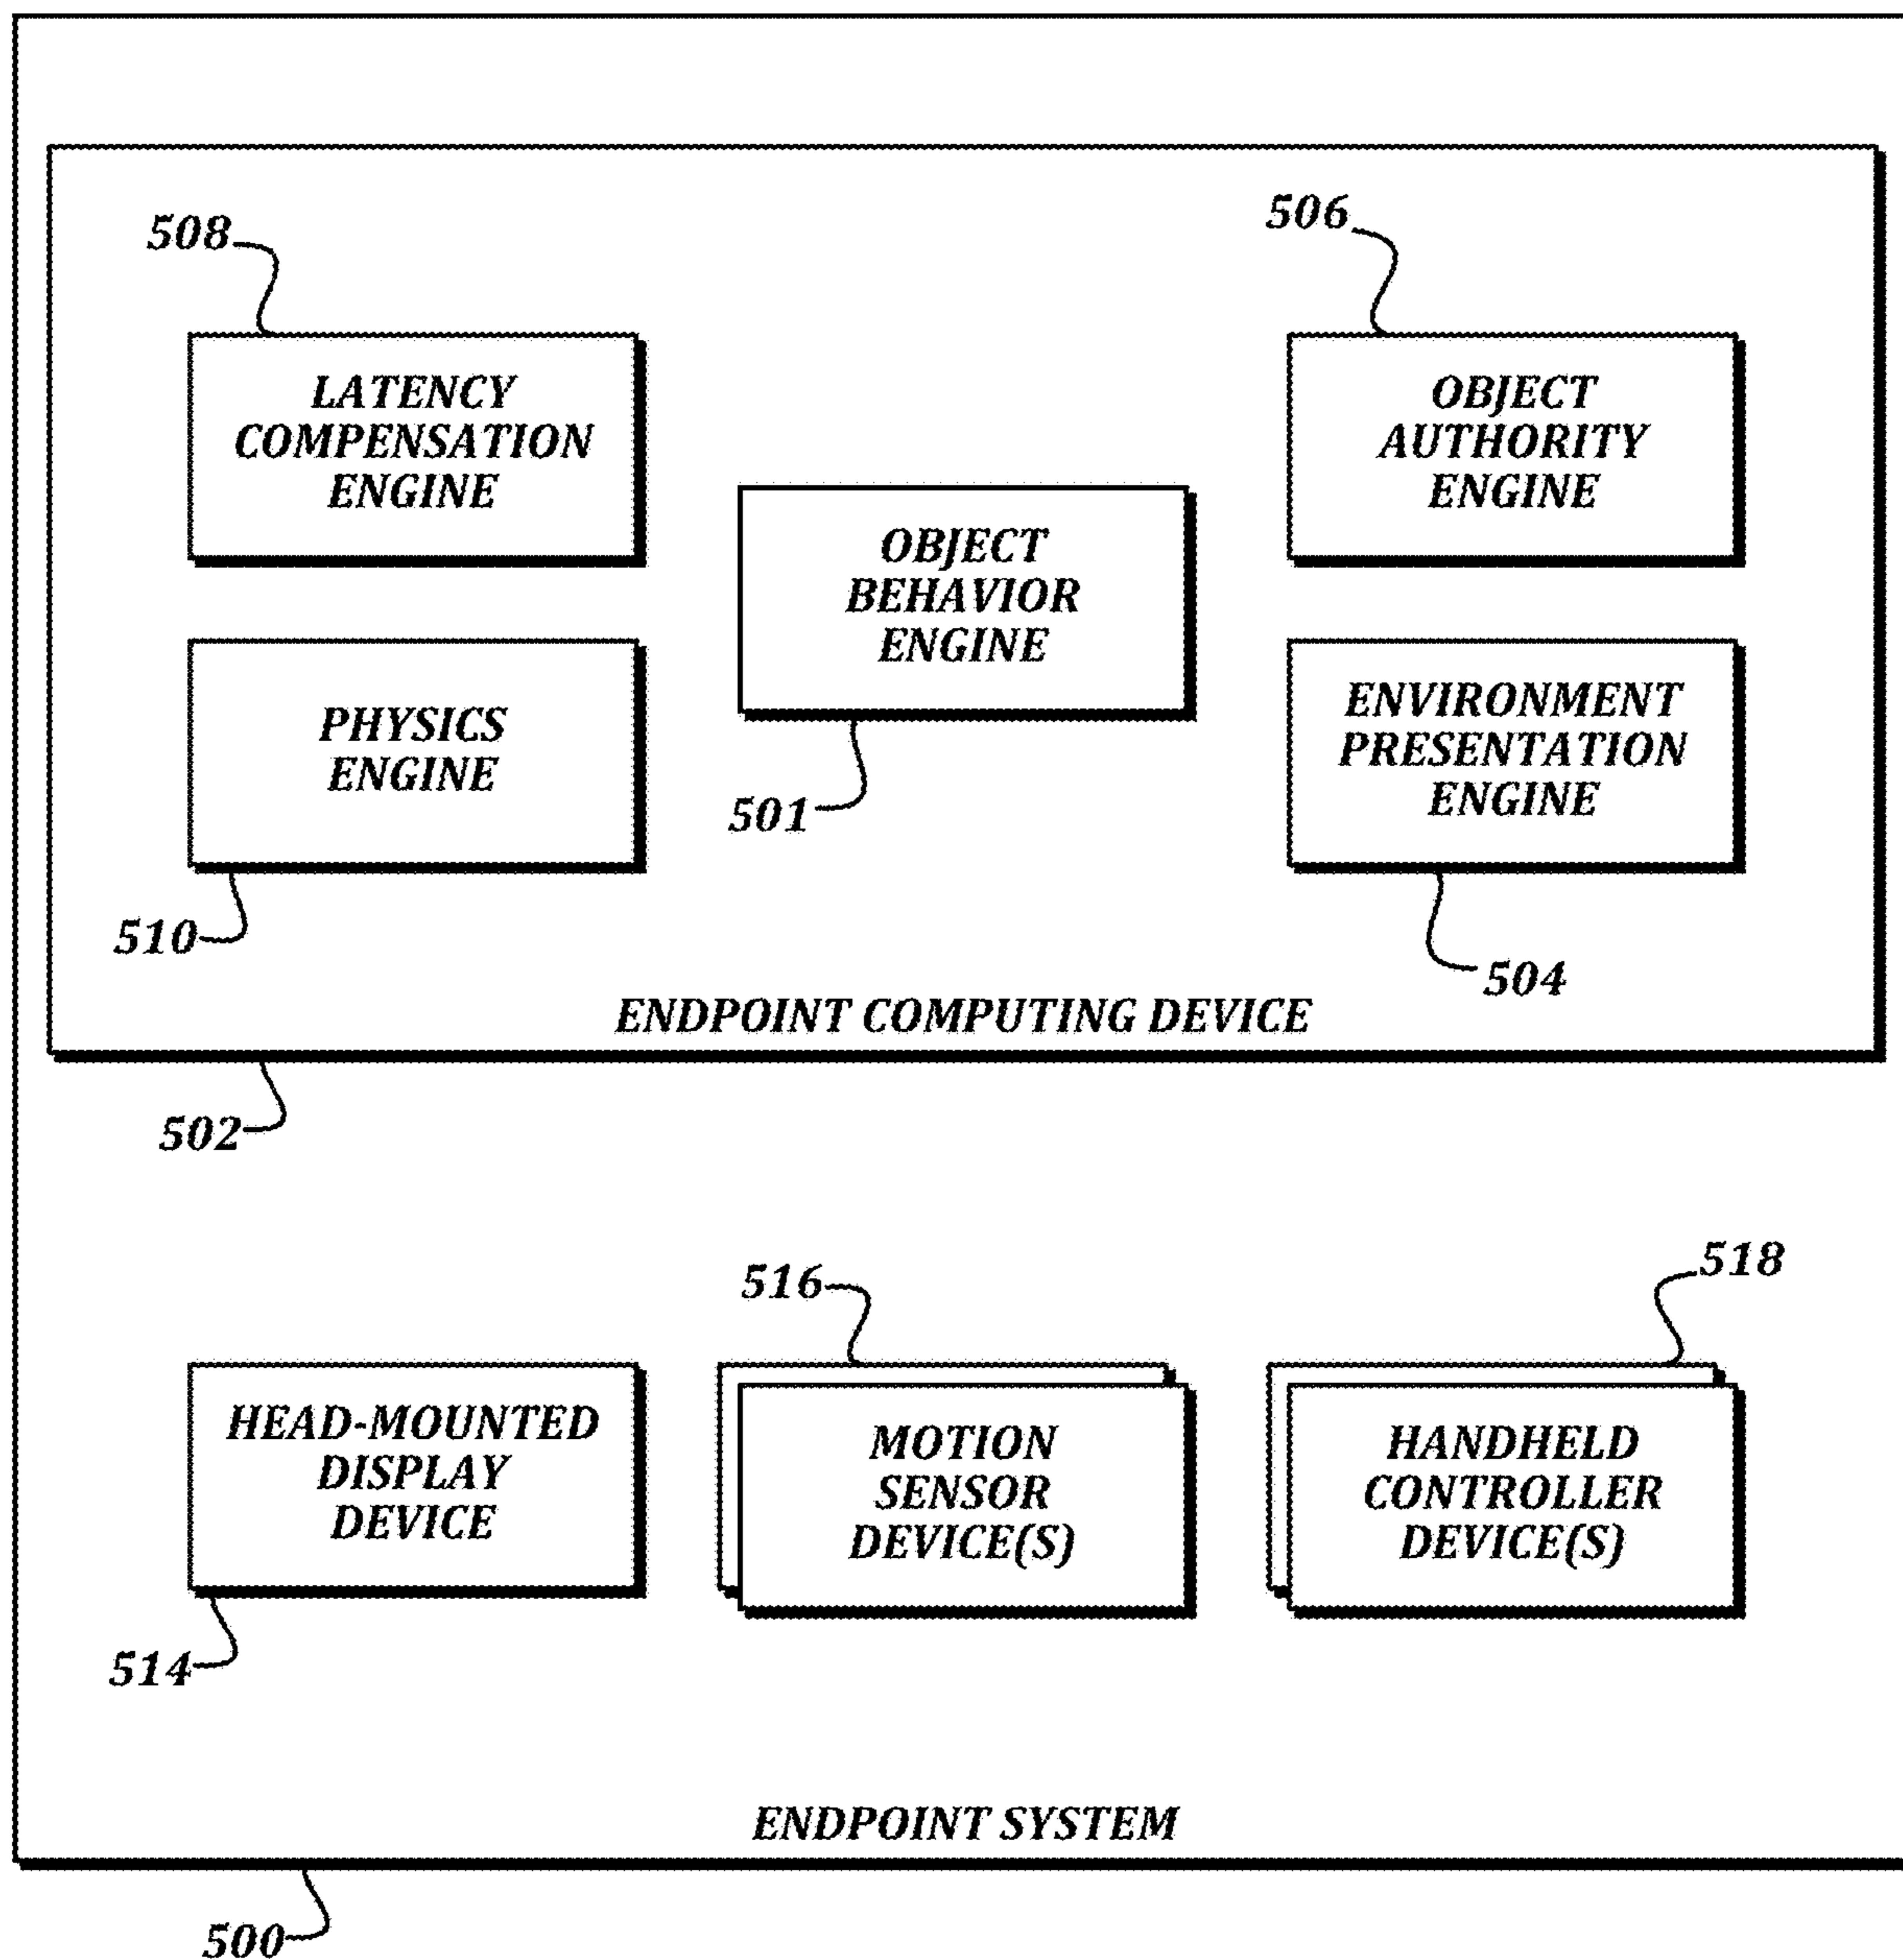 508
506
LATENCY
COMPENSATION
ENGINE
OBJECT
AUTHORITY
ENGINE
OBJECT
BEHAVIOR
ENGINE
PHYSICS
ENGINE
ENVIRONMENT
PRESENTATION
ENGINE
501
510
504
ENDPOINT COMPUTING DEVICE
502
516
518
HEAD-MOUNTED
DISPLAY
DEVICE
MOTION
SENSOR
DEVICE(S)
HANDHELD
CONTROLLER
DEVICE(S)
514
ENDPOINT SYSTEM
500